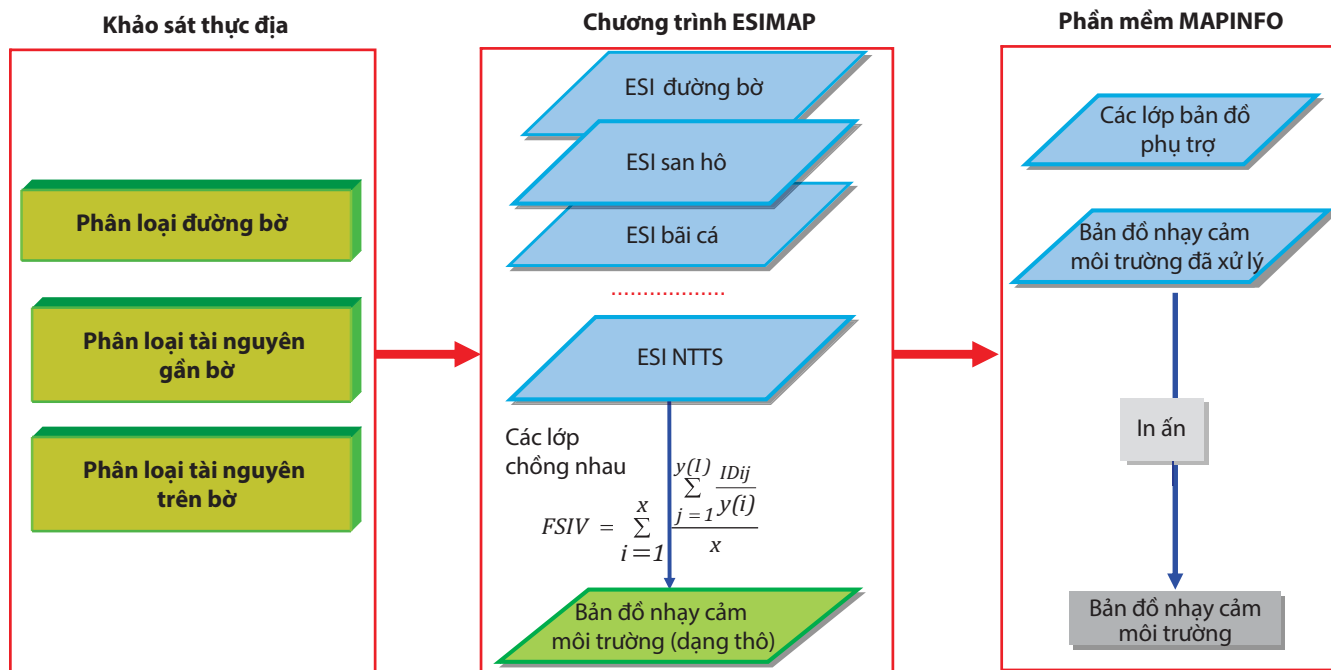 Khảo sát thực địa
Phân loại đường bờ
Phân loại tài nguyên
gần bờ
Phân loại tài nguyên
trên bờ
Chương trình ESIMAP
ESI đường bờ
ESI san hô
ESI bãi cá
....................
ESI NTTS
Các lớp
chồng nhau
FSIV = x ∑ i = 1 y(I) ∑ j = 1 IDij y(i) x
Bản đồ nhạy cảm
môi trường (dạng thô)
Phần mềm MAPINFO
Các lớp bản đồ
phụ trợ
Bản đồ nhạy cảm
môi trường đã xử lý
In ấn
Bản đồ nhạy cảm
môi trường